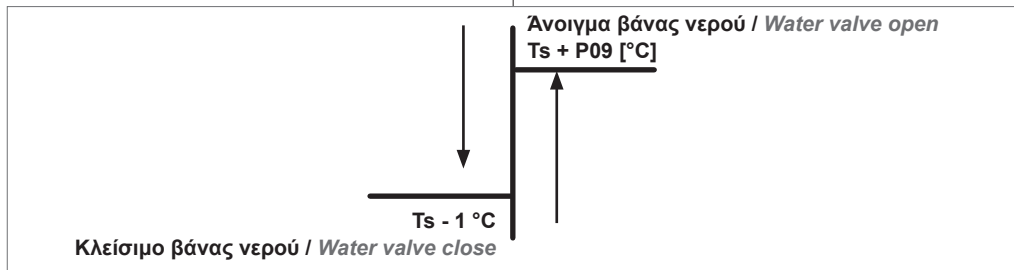 Άνοιγμα βάνας νερού / Water valve open
Ts + P09 [°C]
Ts - 1 °C
Κλείσιμο βάνας νερού / Water valve close